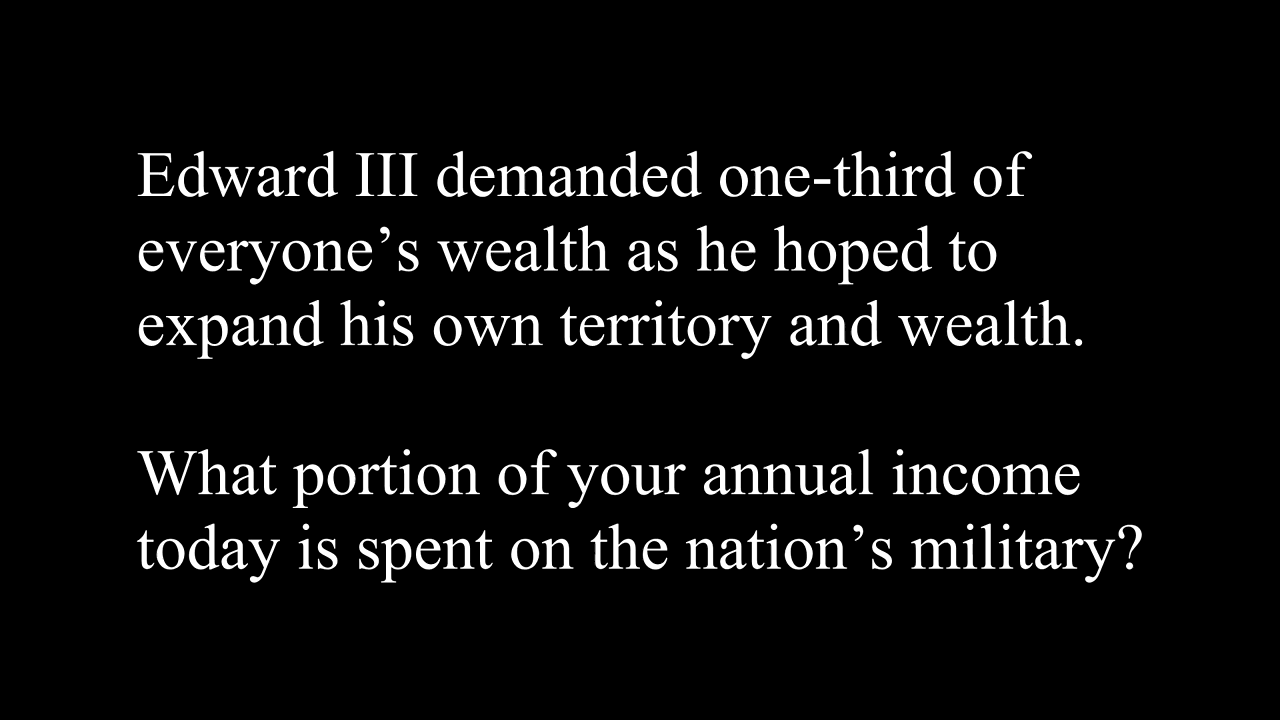 Edward III demanded one-third of
everyone’s wealth as he hoped to
expand his own territory and wealth.
What portion of your annual income
today is spent on the nation’s military?